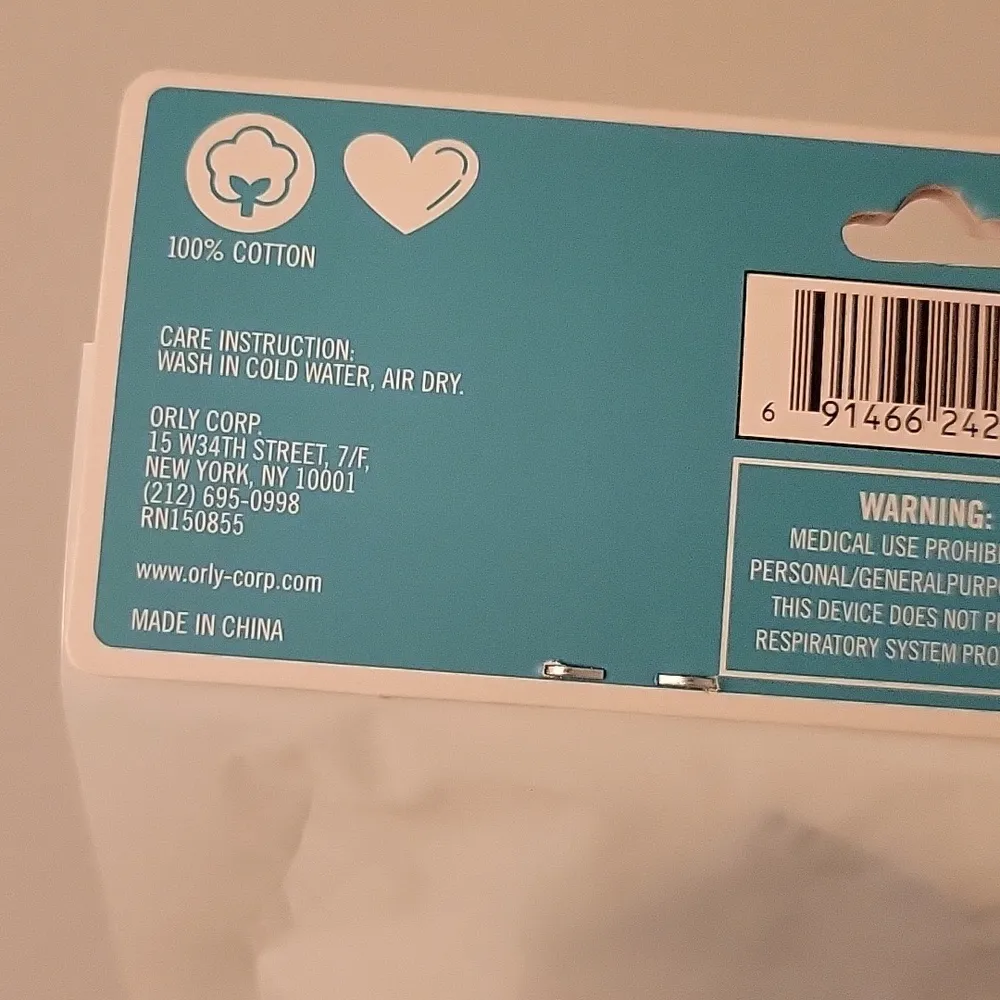 100% COTTON
CARE INSTRUCTION:
WASH IN COLD WATER, AIR DRY.
ORLY CORP.
15 W34TH STREET, 7/F,
NEW YORK, NY 10001
(212) 695-0998
RN150855
www.orly-corp.com
MADE IN CHINA
6 91466 242
WARNING:
MEDICAL USE
THIS DEVICE DOES NOT
RESPIRATORY SYSTEM